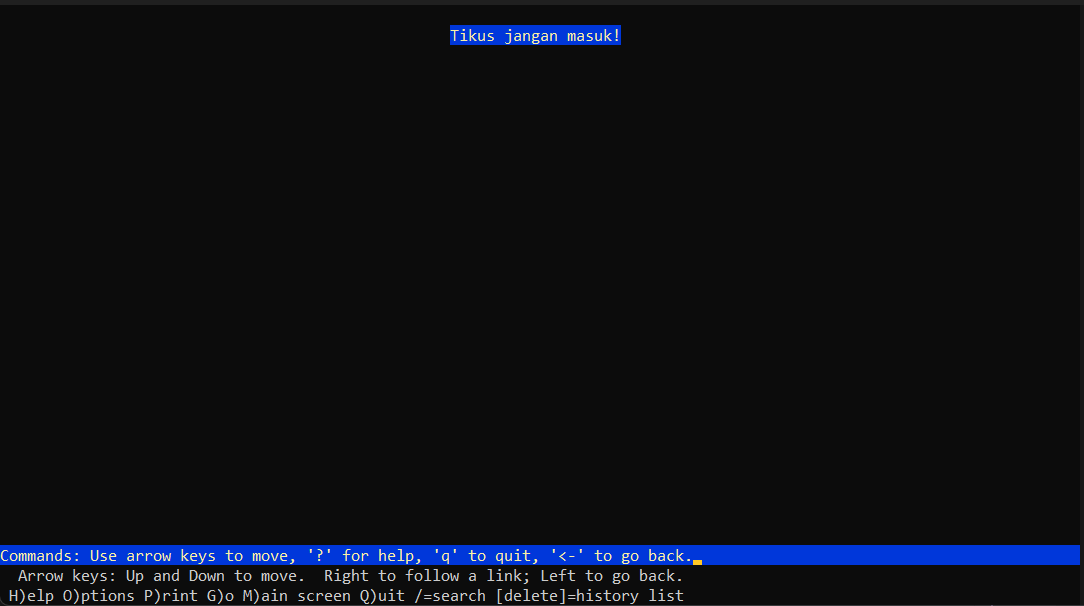 Tikus jangan masuk!
Commands: Use arrow keys to move, '?' for help, 'q' to quit, '<-' to go back.
Arrow keys: Up and Down to move.  Right to follow a link; Left to go back.
H)elp O)ptions P)rint G)o M)ain screen Q)uit /=search [delete]=history list